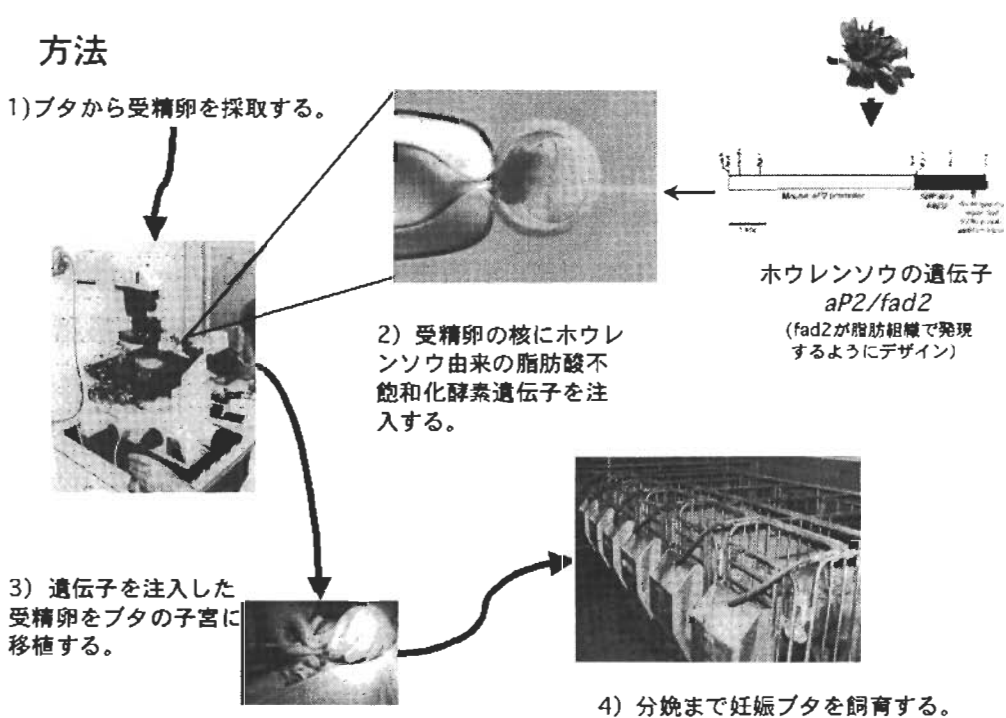 方法
1)ブタから受精卵を採取する。
Mouse aP2 promoter
ホウレンソウの遺伝子
aP2/fad2
(fad2が脂肪組織で発現
するようにデザイン)
2) 受精卵の核にホウレ
ンソウ由来の脂肪酸不
飽和化酵素遺伝子を注
入する。
3) 遺伝子を注入した
受精卵をブタの子宮に
移植する。
4) 分娩まで妊娠ブタを飼育する。